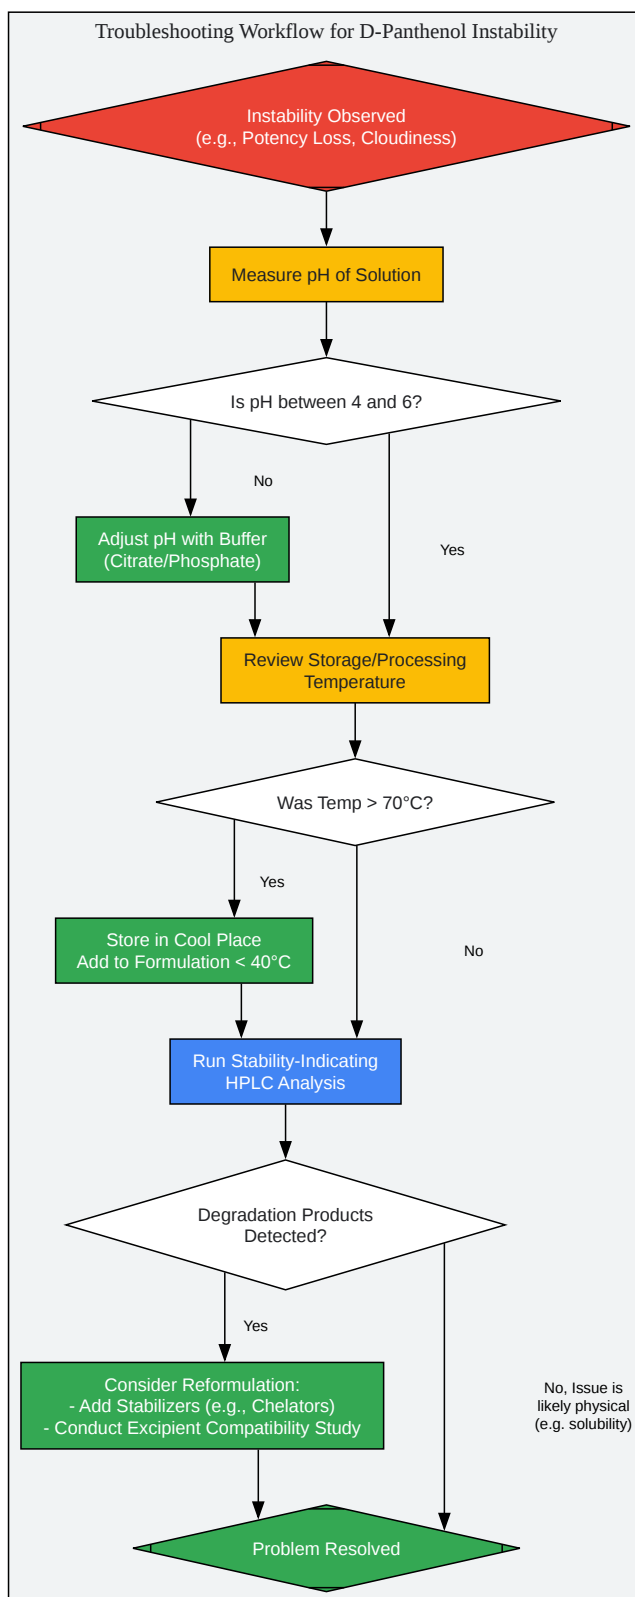 Troubleshooting Workflow for D-Panthenol Instability
Instability Observed
(e.g., Potency Loss, Cloudiness)
Measure pH of Solution
Is pH between 4 and 6?
No
Adjust pH with Buffer
(Citrate/Phosphate)
Yes
Review Storage/Processing
Temperature
Was Temp > 70°C?
Yes
Store in Cool Place
Add to Formulation < 40°C
No
Run Stability-Indicating
HPLC Analysis
Degradation Products
Detected?
Yes
Consider Reformulation:
- Add Stabilizers (e.g., Chelators)
- Conduct Excipient Compatibility Study
No, Issue is
likely physical
(e.g. solubility)
Problem Resolved